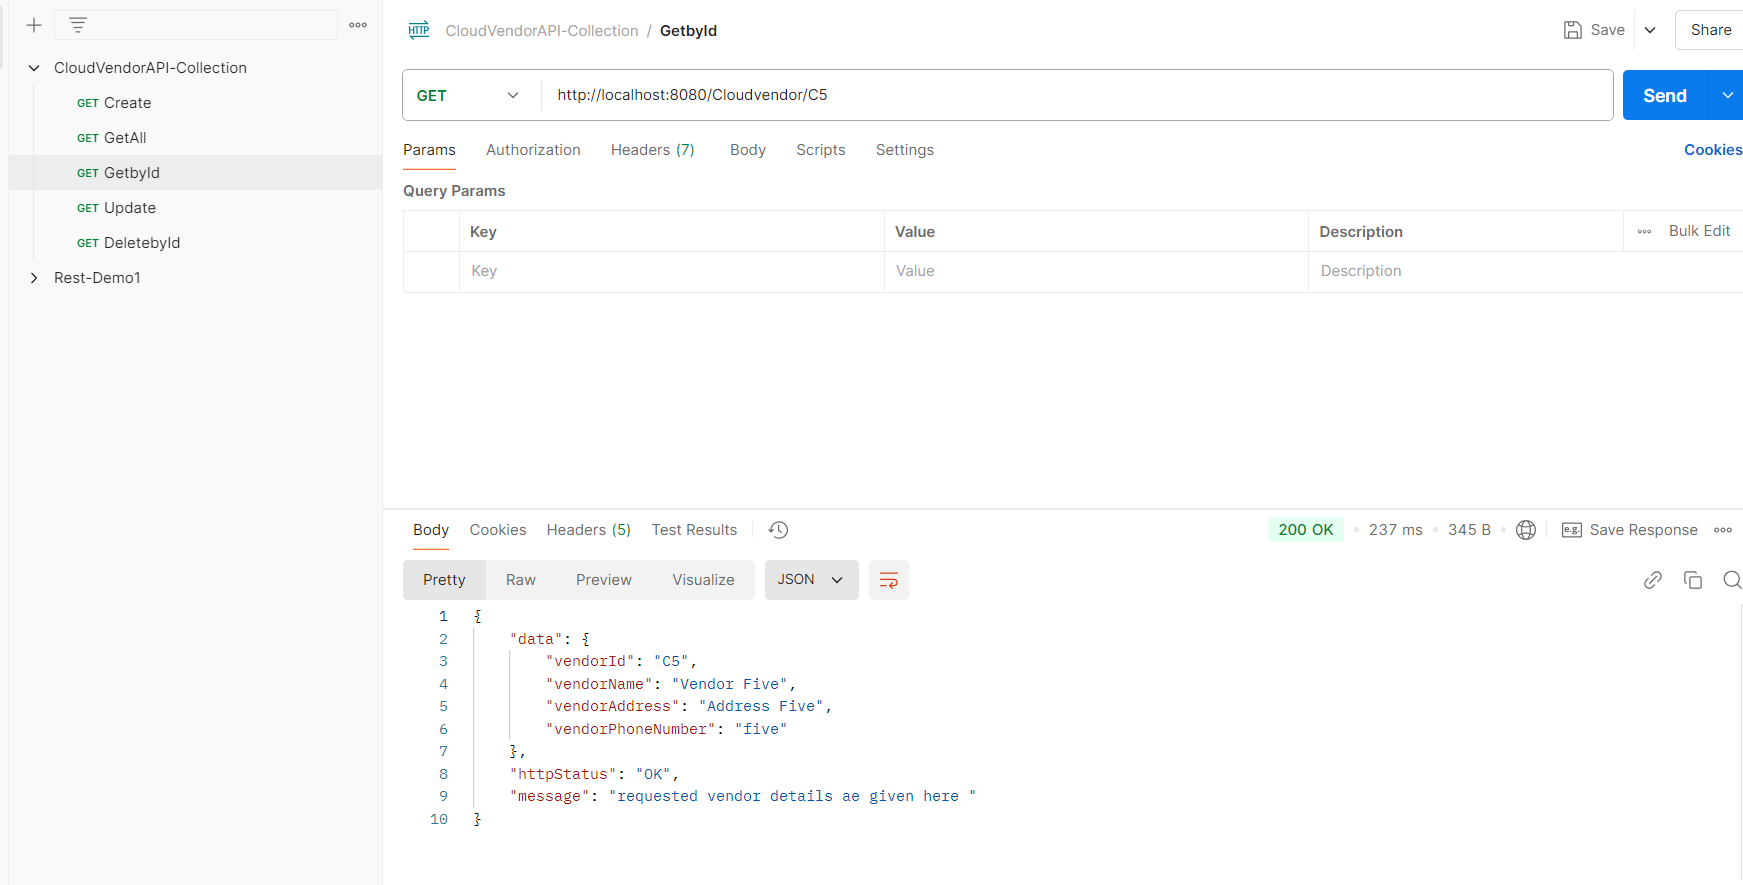 HTTP CloudVendorAPI-Collection / GetbyId Save Share
CloudVendorAPI-Collection
GET Create
GET GetAll
GET GetbyId
GET Update
GET DeletebyId
Rest-Demo1
GET http://localhost:8080/Cloudvendor/C5 Send
Params Authorization Headers (7) Body Scripts Settings Cookies
Query Params
Key Value Description Bulk Edit
Key Value Description
Body Cookies Headers (5) Test Results 200 OK 237 ms 345 B e.g. Save Response
Pretty Raw Preview Visualize JSON
1 {
2 "data": {
3 "vendorId": "C5",
4 "vendorName": "Vendor Five",
5 "vendorAddress": "Address Five",
6 "vendorPhoneNumber": "five"
7 },
8 "httpStatus": "OK",
9 "message": "requested vendor details ae given here "
10 }